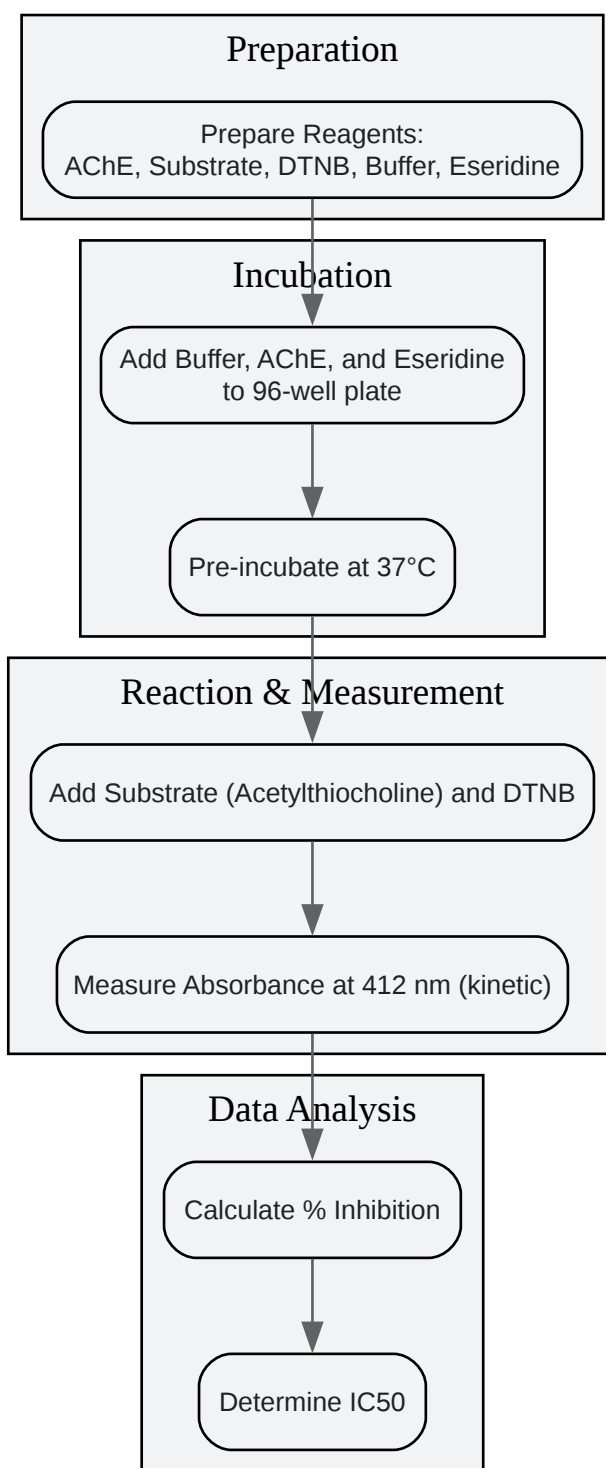 Preparation
Prepare Reagents:
AChE, Substrate, DTNB, Buffer, Eseridine
Incubation
Add Buffer, AChE, and Eseridine
to 96-well plate
Pre-incubate at 37°C
Reaction & Measurement
Add Substrate (Acetylthiocholine) and DTNB
Measure Absorbance at 412 nm (kinetic)
Data Analysis
Calculate % Inhibition
Determine IC50